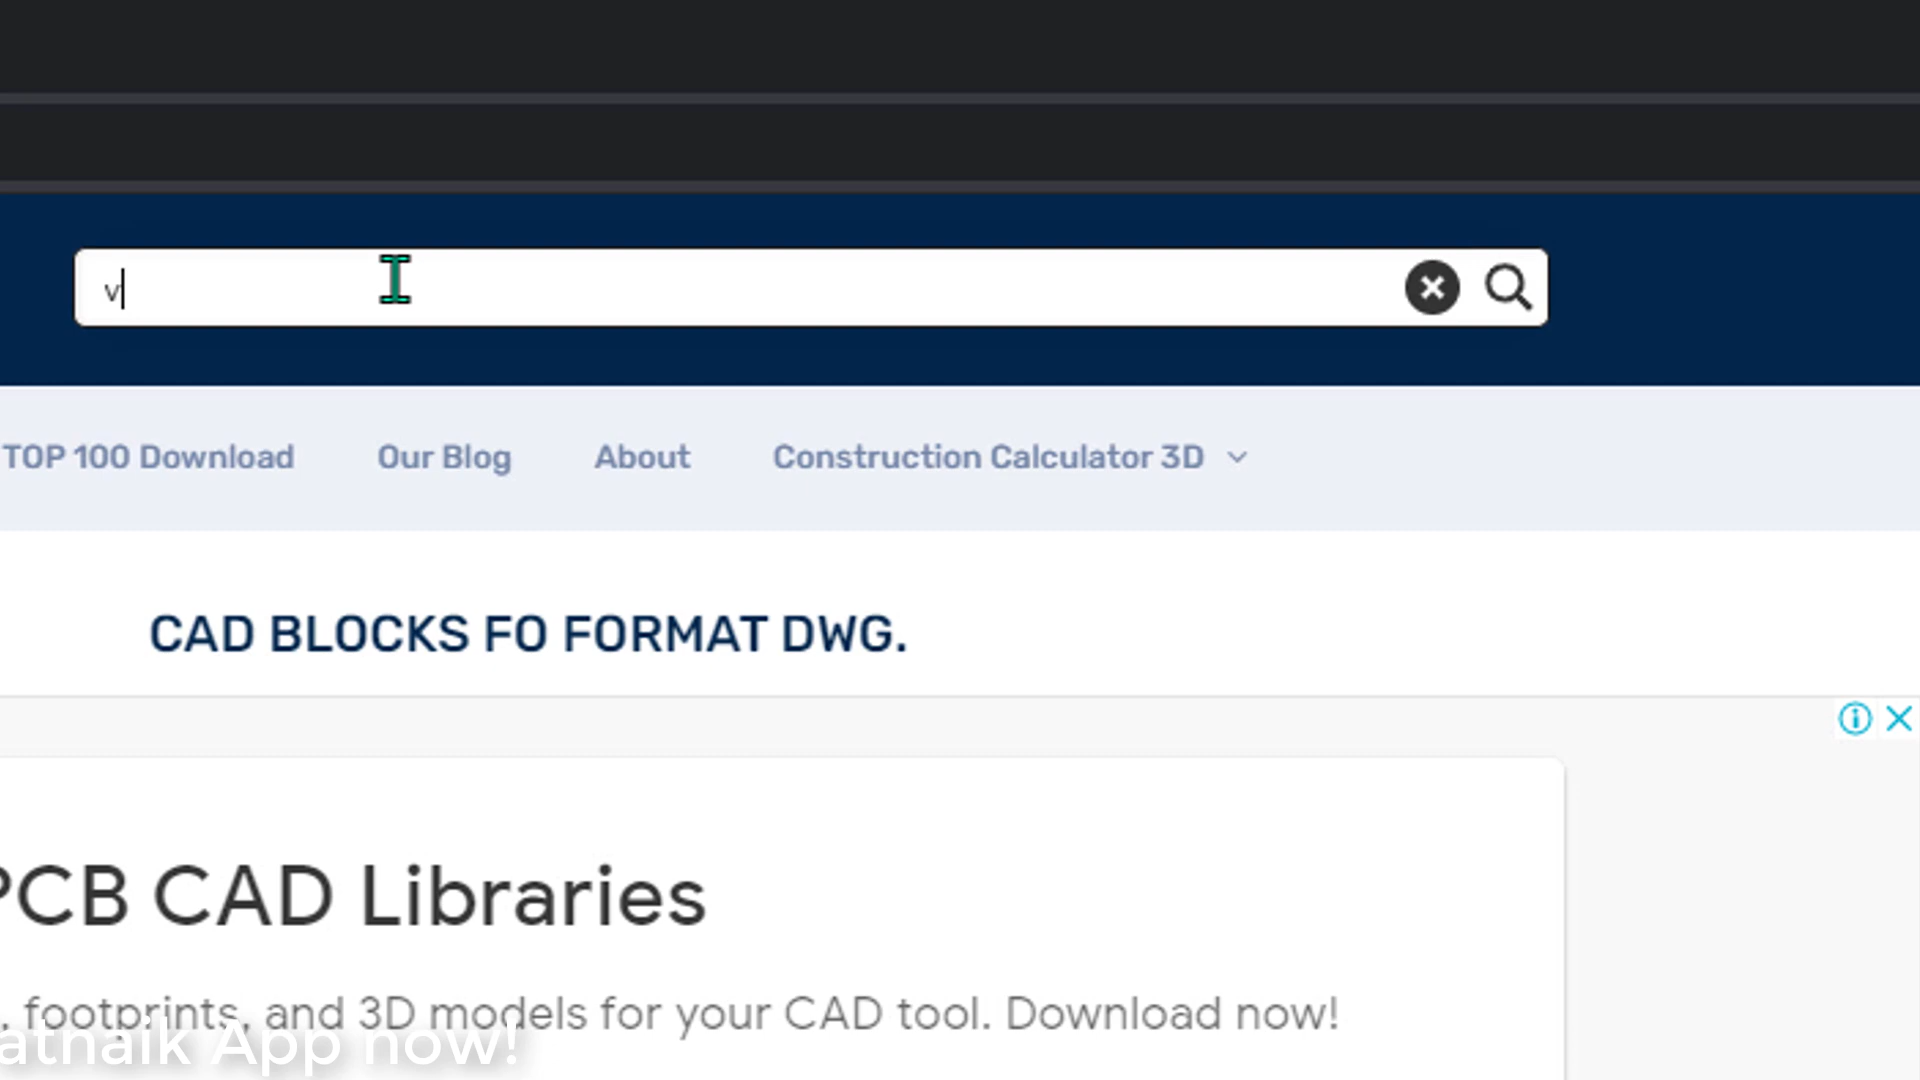 v
TOP 100 Download
Our Blog
About
Construction Calculator 3D
CAD BLOCKS FO FORMAT DWG.
PCB CAD Libraries
, footprints, and 3D models for your CAD tool. Download now!
atnaik App now!